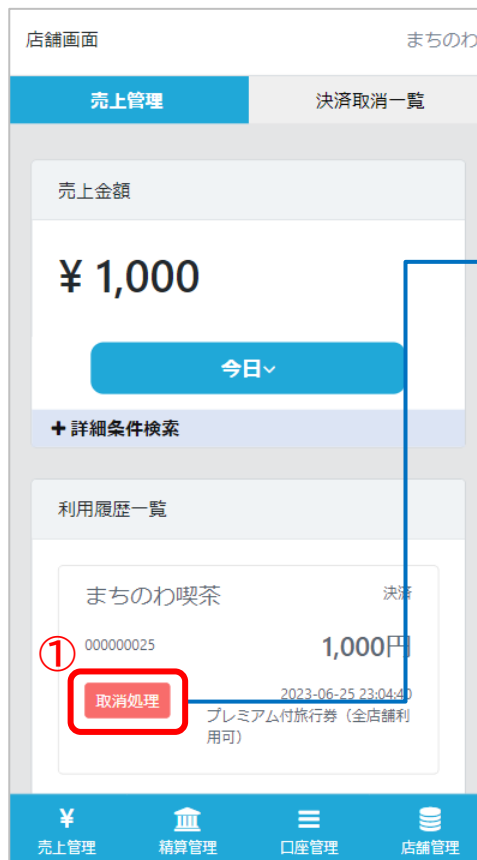 店舗画面
まちのわ
売上管理
決済取消一覧
売上金額
¥ 1,000
今日
+ 詳細条件検索
利用履歴一覧
まちのわ喫茶
決済
000000025
1,000円
①
取消処理
2023-06-25 23:04:40
プレミアム付旅行券（全店舗利
用可）
¥
売上管理
精算管理
口座管理
店舗管理